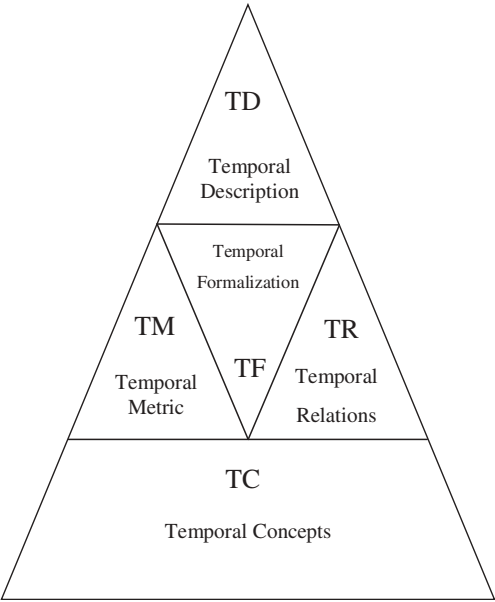 TD
Temporal
Description
Temporal
Formalization
TF
TM
Temporal
Metric
TR
Temporal
Relations
TC
Temporal Concepts